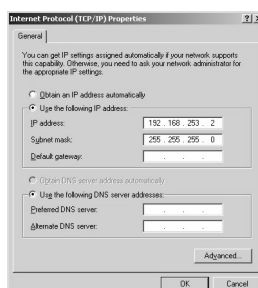 Internet Protocol (TCP/IP) Properties ? X
General
You can get IP settings assigned automatically if your network supports
this capability. Otherwise, you need to ask your network administrator for
the appropriate IP settings.
Obtain an IP address automatically
Use the following IP address:
IP address: 192 . 168 . 253 . 2
Subnet mask: 255 . 255 . 255 . 0
Default gateway: . . .
Obtain DNS server address automatically
Use the following DNS server addresses:
Preferred DNS server: . . .
Alternate DNS server: . . .
Advanced...
OK Cancel